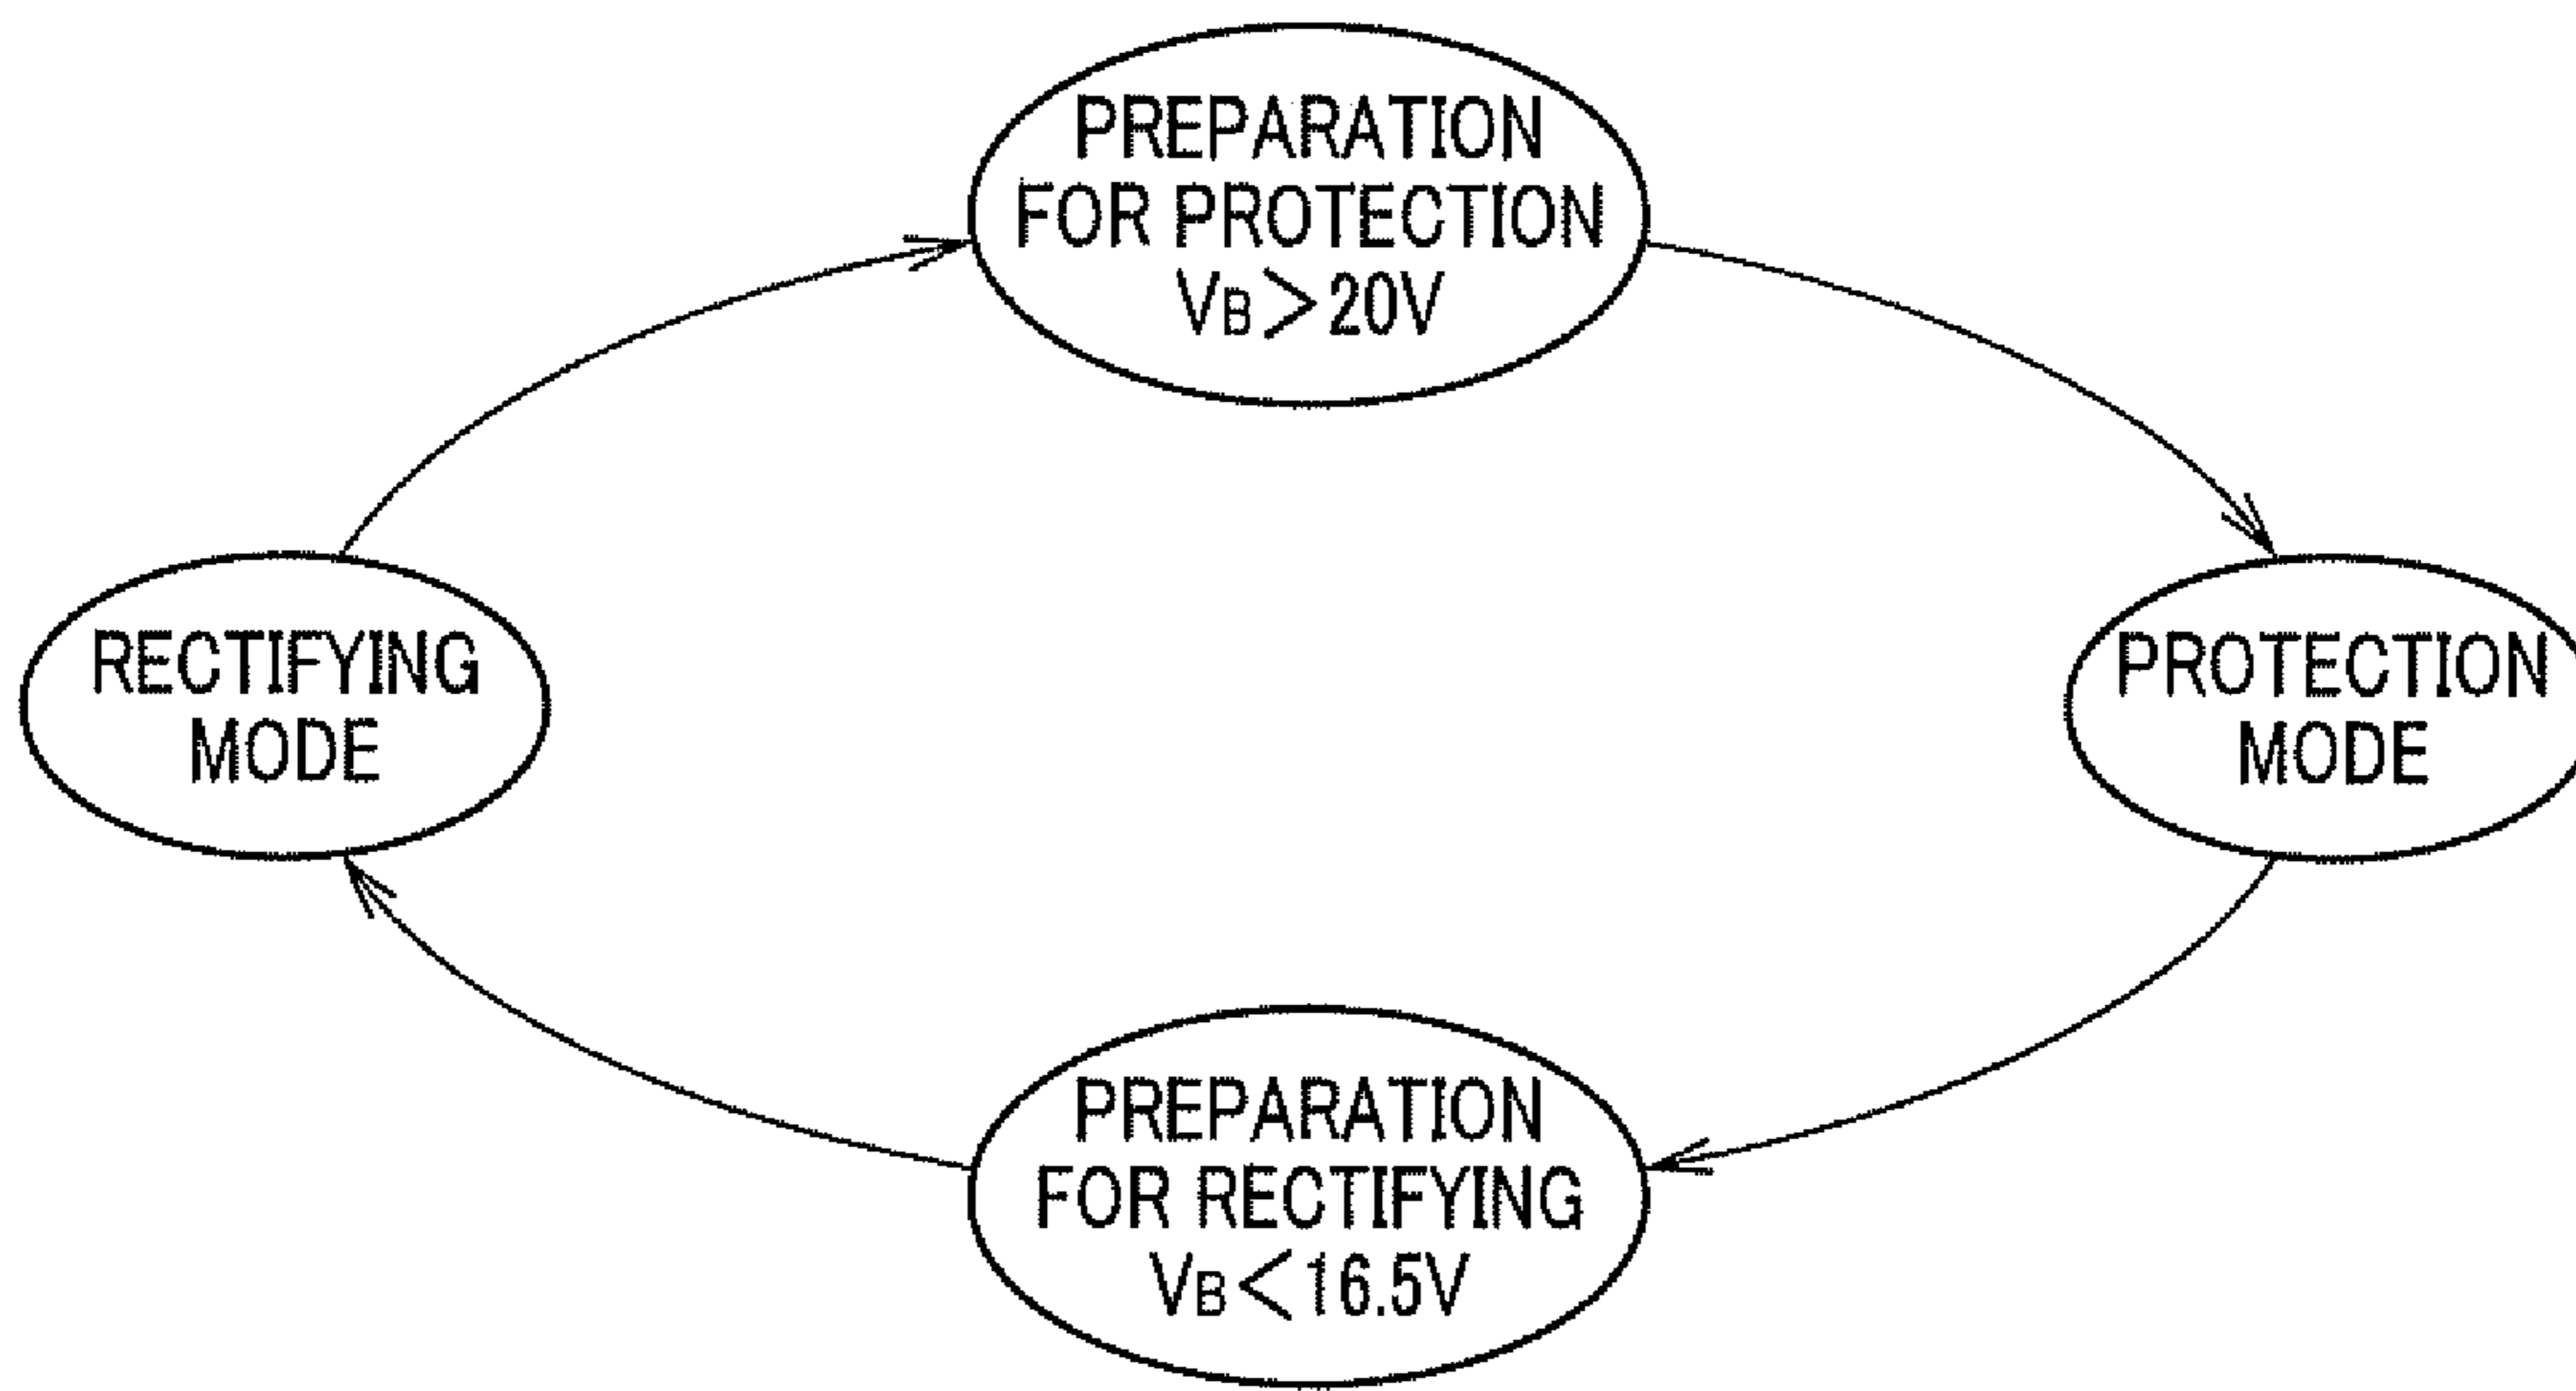 PREPARATION
FOR PROTECTION
VB>20V
RECTIFYING
MODE
PROTECTION
MODE
PREPARATION
FOR RECTIFYING
VB<16.5V